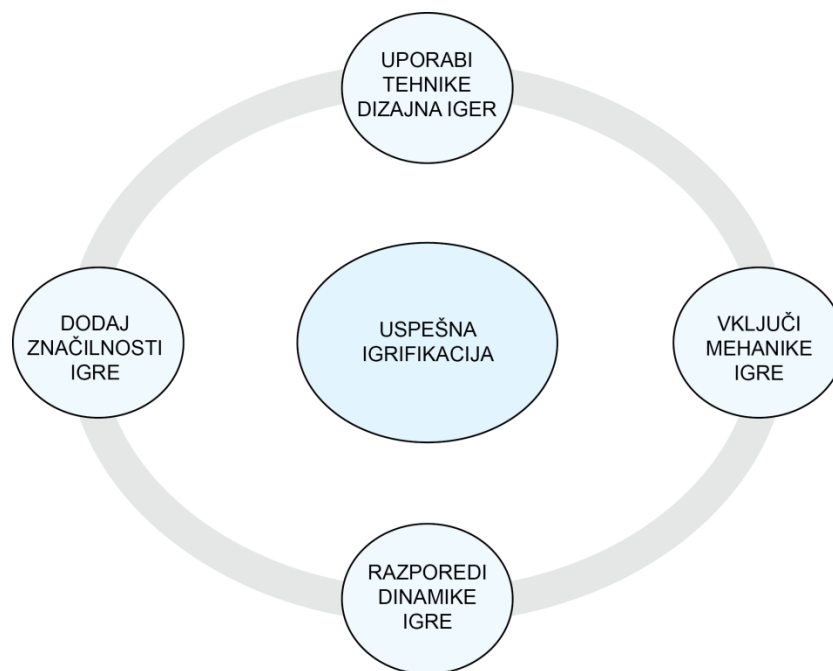 UPORABI
TEHNIKE
DIZAJNA IGER
DODAJ
ZNAČILNOSTI
IGRE
USPEŠNA
IGRIFIKACIJA
VKLJUČI
MEHANIKE
IGRE
RAZPOREDI
DINAMIKE
IGRE